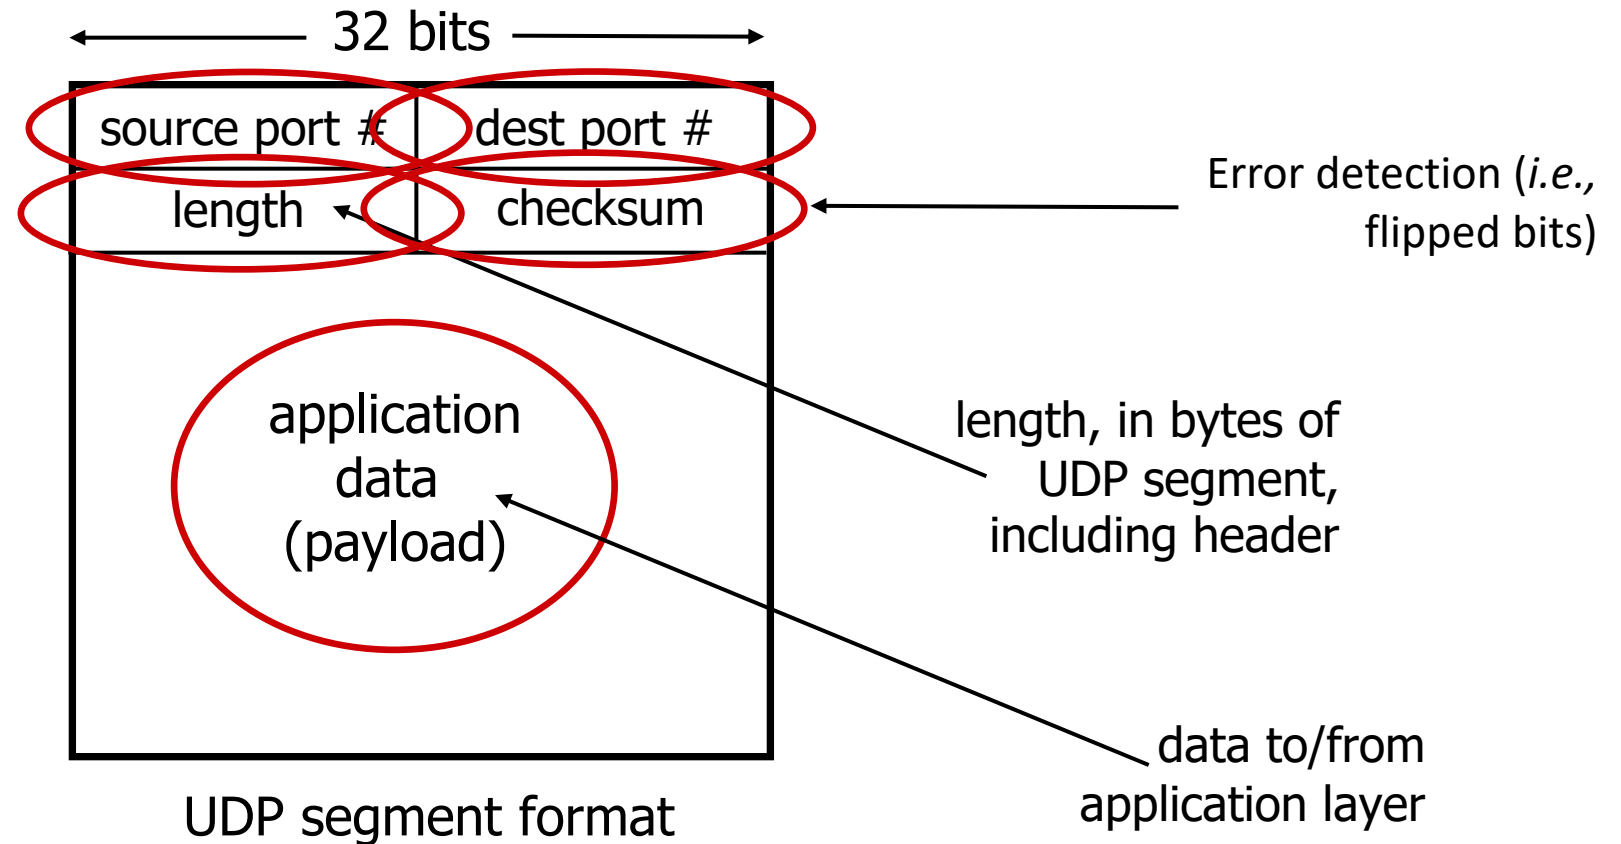 32 bits
source port #
dest port #
length
checksum
Error detection (i.e.,
flipped bits)
application
data
(payload)
length, in bytes of
UDP segment,
including header
data to/from
application layer
UDP segment format